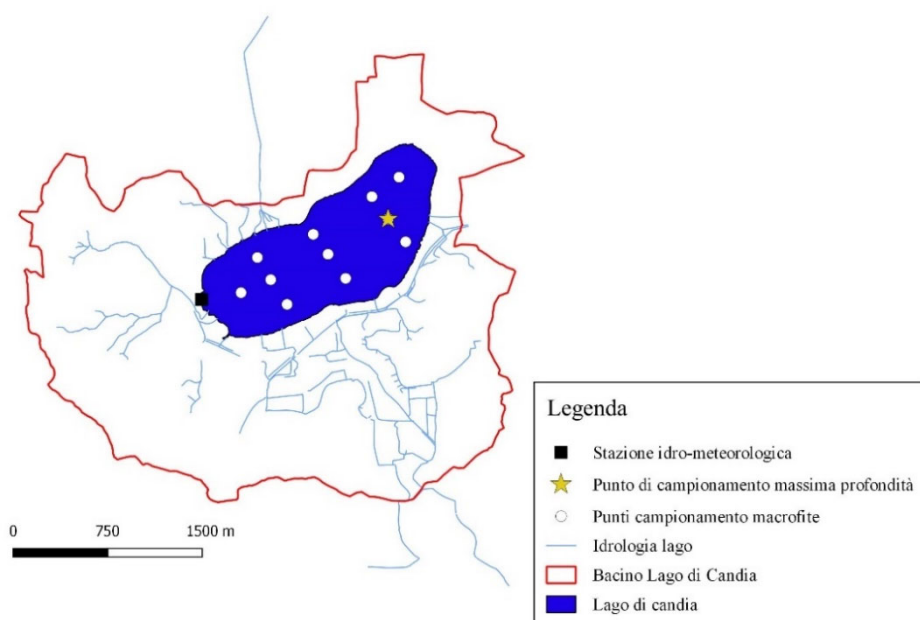 0 750 1500 m
Legenda
Stazione idro-meteorologica
Punto di campionamento massima profondità
Punti campionamento macrofite
Idrologia lago
Bacino Lago di Candia
Lago di candia